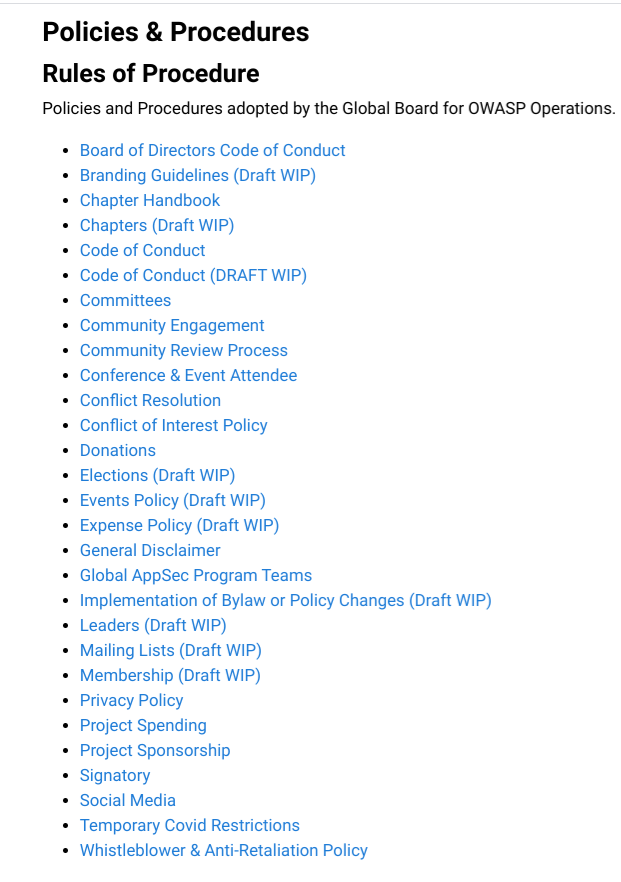 Policies & Procedures
Rules of Procedure
Policies and Procedures adopted by the Global Board for OWASP Operations.
Board of Directors Code of Conduct
Branding Guidelines (Draft WIP)
Chapter Handbook
Chapters (Draft WIP)
Code of Conduct
Code of Conduct (DRAFT WIP)
Committees
Community Engagement
Community Review Process
Conference & Event Attendee
Conflict Resolution
Conflict of Interest Policy
Donations
Elections (Draft WIP)
Events Policy (Draft WIP)
Expense Policy (Draft WIP)
General Disclaimer
Global AppSec Program Teams
Implementation of Bylaw or Policy Changes (Draft WIP)
Leaders (Draft WIP)
Mailing Lists (Draft WIP)
Membership (Draft WIP)
Privacy Policy
Project Spending
Project Sponsorship
Signatory
Social Media
Temporary Covid Restrictions
Whistleblower & Anti-Retaliation Policy